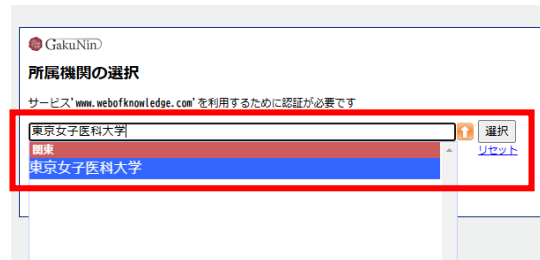 GakuNin
所属機関の選択
サービス'www.webofknowledge.com'を利用するために認証が必要です
東京女子医科大学 選択
関東 リセット
東京女子医科大学